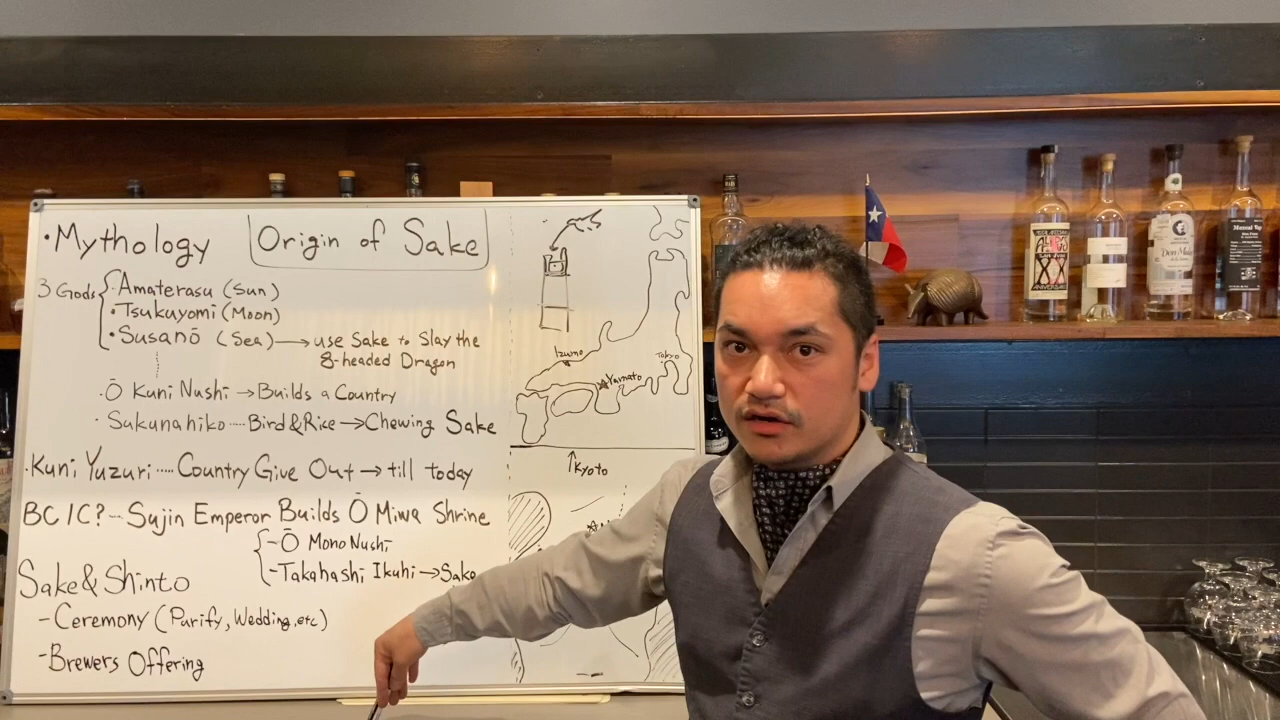 ·Mythology
Origin of Sake
3 Gods
·Amaterasu (Sun)
·Tsukuyomi (Moon)
·Susanō (Sea) → use Sake to Slay the
8-headed Dragon
·Ō Kuni Nushi → Builds a Country
·Sukunahiko ···· Bird&Rice → Chewing Sake
·Kuni Yuzuri ···· Country Give Out → till today
BC 1C? ·· Sujin Emperor Builds Ō Miwa Shrine
-Ō Mono Nushi
-Takahashi Ikuhi → Sake
Sake & Shinto
-Ceremony (Purify, Wedding, etc)
-Brewers Offering
Izumo
Tokyo
Yamato
↑Kyoto
XX
Mezcal